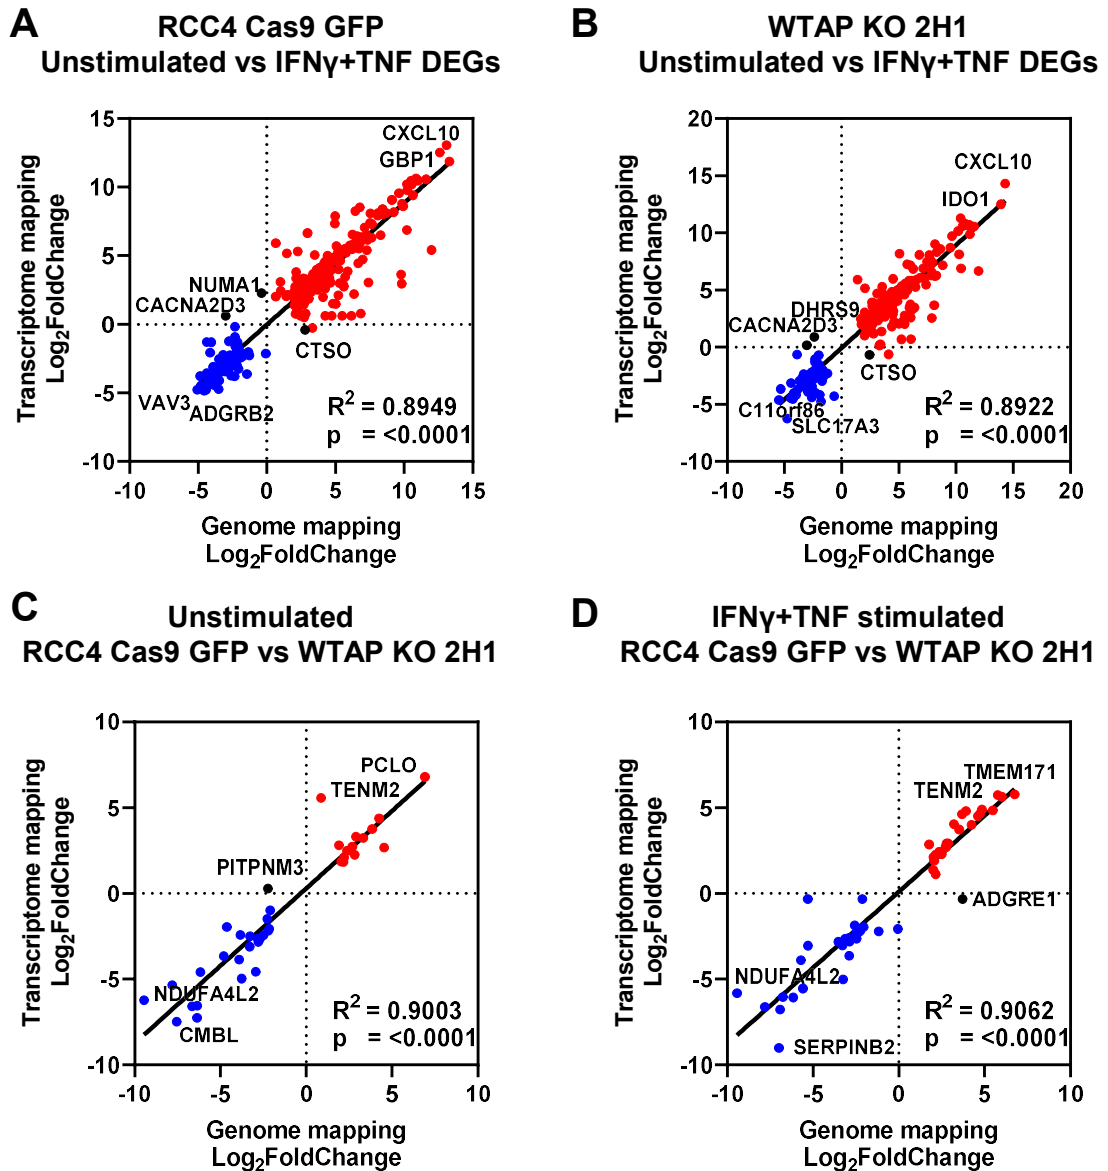 A
RCC4 Cas9 GFP
Unstimulated vs IFNγ+TNF DEGs
15
10
5
0
-5
-10
-10
-5
0
5
10
15
Transcriptome mapping
Log2FoldChange
CXCL10
GBP1
NUMA1
CACNA2D3
CTSO
VAV3
ADGRB2
R2 = 0.8949
p = <0.0001
Genome mapping
Log2FoldChange
B
WTAP KO 2H1
Unstimulated vs IFNγ+TNF DEGs
20
15
10
5
0
-5
-10
-10
-5
0
5
10
15
20
Transcriptome mapping
Log2FoldChange
CXCL10
IDO1
DHRS9
CACNA2D3
CTSO
C11orf86
SLC17A3
R2 = 0.8922
p = <0.0001
Genome mapping
Log2FoldChange
C
Unstimulated
RCC4 Cas9 GFP vs WTAP KO 2H1
10
5
0
-5
-10
-10
-5
0
5
10
Transcriptome mapping
Log2FoldChange
PCLO
TENM2
PITPNM3
NDUFA4L2
CMBL
R2 = 0.9003
p = <0.0001
Genome mapping
Log2FoldChange
D
IFNγ+TNF stimulated
RCC4 Cas9 GFP vs WTAP KO 2H1
10
5
0
-5
-10
-10
-5
0
5
10
Transcriptome mapping
Log2FoldChange
TMEM171
TENM2
ADGRE1
NDUFA4L2
SERPINB2
R2 = 0.9062
p = <0.0001
Genome mapping
Log2FoldChange